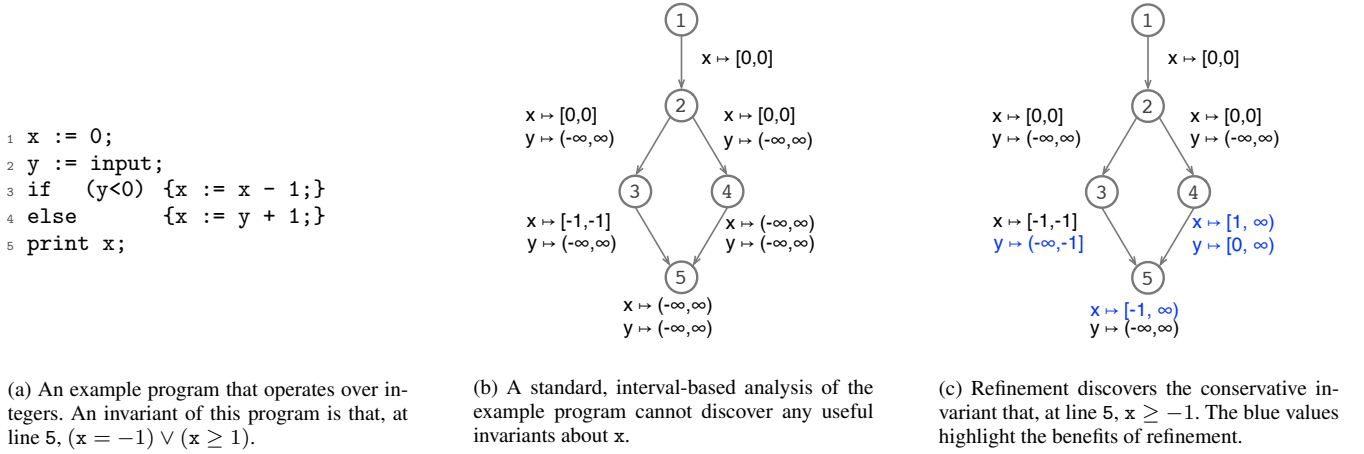 1 x := 0;
2 y := input;
3 if (y<0) {x := x - 1;}
4 else {x := y + 1;}
5 print x;
(a) An example program that operates over in-
tegers. An invariant of this program is that, at
line 5, (x = −1) ∨ (x ≥ 1).
1
x ↦ [0,0]
2
x ↦ [0,0]
y ↦ (-∞,∞)
x ↦ [0,0]
y ↦ (-∞,∞)
3
4
x ↦ [-1,-1]
y ↦ (-∞,∞)
x ↦ (-∞,∞)
y ↦ (-∞,∞)
5
x ↦ (-∞,∞)
y ↦ (-∞,∞)
(b) A standard, interval-based analysis of the
example program cannot discover any useful
invariants about x.
1
x ↦ [0,0]
2
x ↦ [0,0]
y ↦ (-∞,∞)
x ↦ [0,0]
y ↦ (-∞,∞)
3
4
x ↦ [-1,-1]
y ↦ (-∞,-1]
x ↦ [1, ∞)
y ↦ [0, ∞)
5
x ↦ [-1, ∞)
y ↦ (-∞,∞)
(c) Refinement discovers the conservative in-
variant that, at line 5, x ≥ −1. The blue values
highlight the benefits of refinement.